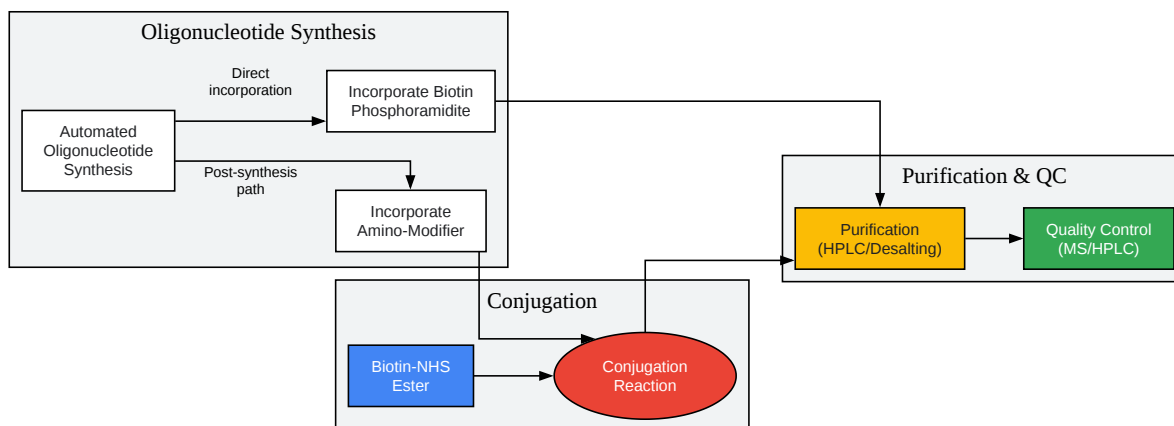 Oligonucleotide Synthesis
Direct
incorporation
Incorporate Biotin
Phosphoramidite
Automated
Oligonucleotide
Synthesis
Post-synthesis
path
Incorporate
Amino-Modifier
Purification & QC
Purification
(HPLC/Desalting)
Quality Control
(MS/HPLC)
Conjugation
Biotin-NHS
Ester
Conjugation
Reaction